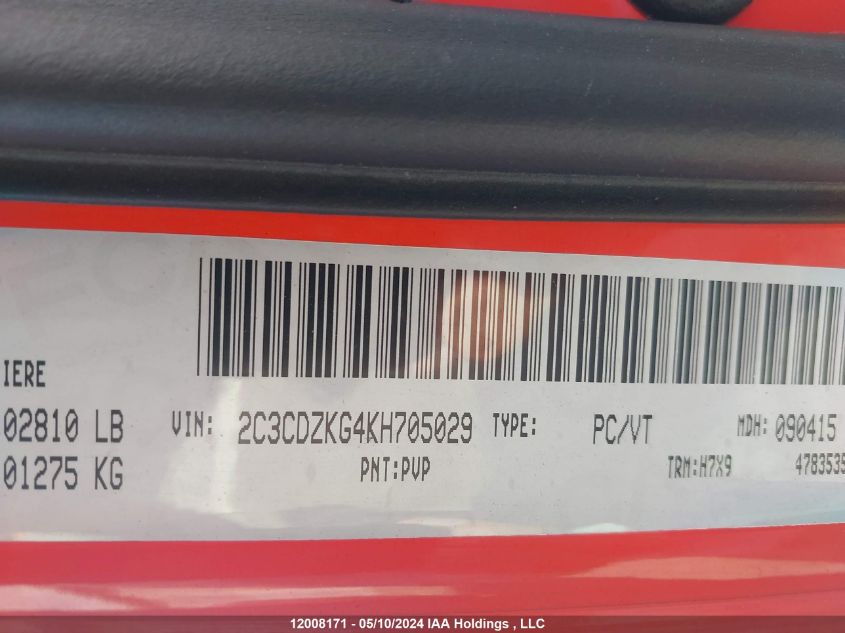 IERE
02810 LB VIN: 2C3CDZKG4KH705029 TYPE: PC/VT MDH: 090415
01275 KG PNT:PVP TRM:H7X9 4783535
12008171 - 05/10/2024 IAA Holdings , LLC